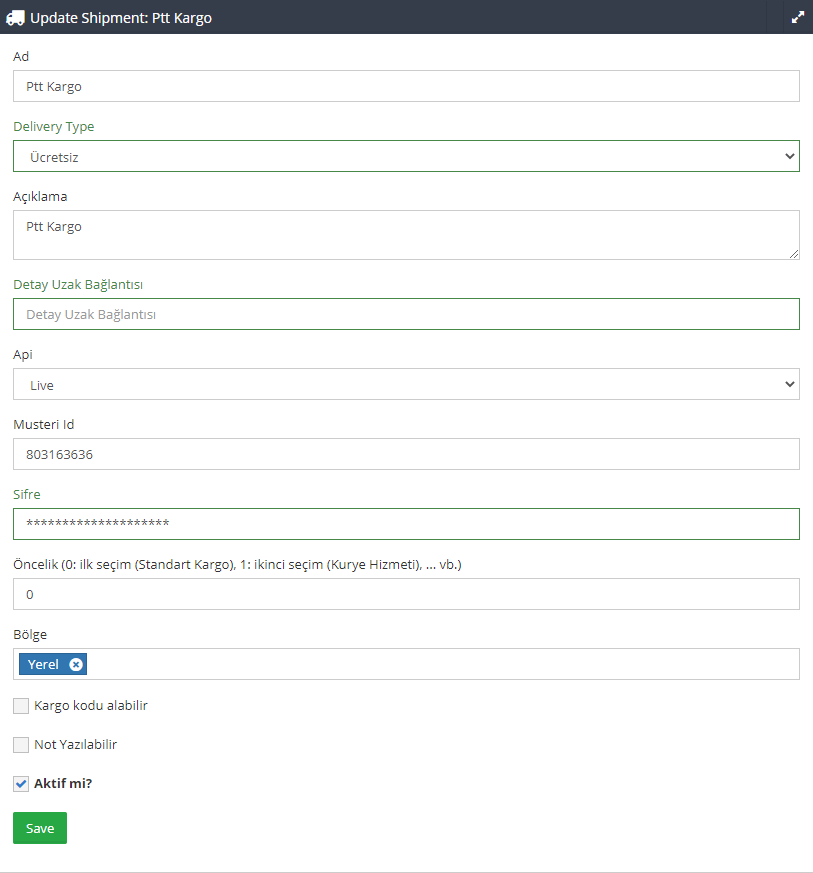 Update Shipment: Ptt Kargo
Ad
Ptt Kargo
Delivery Type
Ücretsiz
Açıklama
Ptt Kargo
Detay Uzak Bağlantısı
Detay Uzak Bağlantısı
Api
Live
Musteri Id
803163636
Sifre
********************
Öncelik (0: ilk seçim (Standart Kargo), 1: ikinci seçim (Kurye Hizmeti), ... vb.)
0
Bölge
Yerel
Kargo kodu alabilir
Not Yazılabilir
Aktif mi?
Save